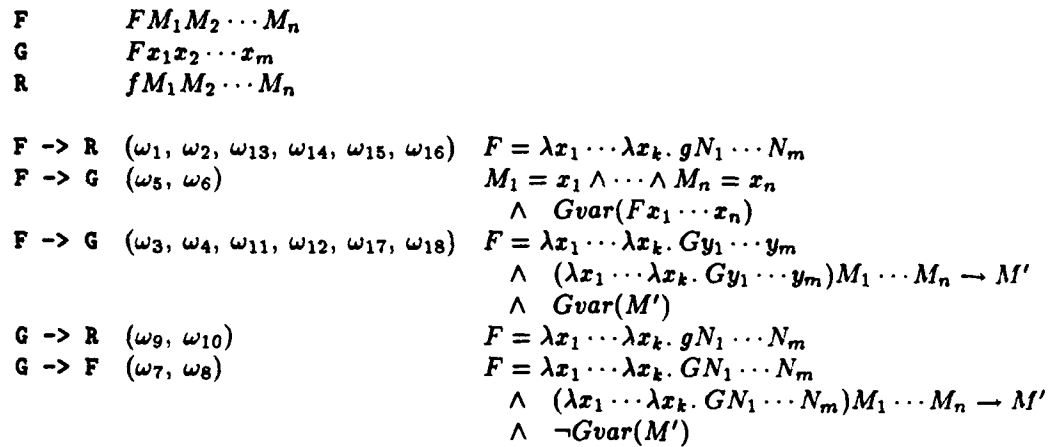 F F M₁M₂ ⋯ Mₙ
G F x₁x₂ ⋯ xₘ
R f M₁M₂ ⋯ Mₙ
F -> R (ω₁, ω₂, ω₁₃, ω₁₄, ω₁₅, ω₁₆) F = λx₁ ⋯ λxₖ. gN₁ ⋯ Nₘ
F -> G (ω₅, ω₆) M₁ = x₁ ∧ ⋯ ∧ Mₙ = xₙ
∧ Gvar(Fx₁ ⋯ xₙ)
F -> G (ω₃, ω₄, ω₁₁, ω₁₂, ω₁₇, ω₁₈) F = λx₁ ⋯ λxₖ. Gy₁ ⋯ yₘ
∧ (λx₁ ⋯ λxₖ. Gy₁ ⋯ yₘ)M₁ ⋯ Mₙ → M′
∧ Gvar(M′)
G -> R (ω₉, ω₁₀) F = λx₁ ⋯ λxₖ. gN₁ ⋯ Nₘ
G -> F (ω₇, ω₈) F = λx₁ ⋯ λxₖ. GN₁ ⋯ Nₘ
∧ (λx₁ ⋯ λxₖ. GN₁ ⋯ Nₘ)M₁ ⋯ Mₙ → M′
∧ ¬Gvar(M′)